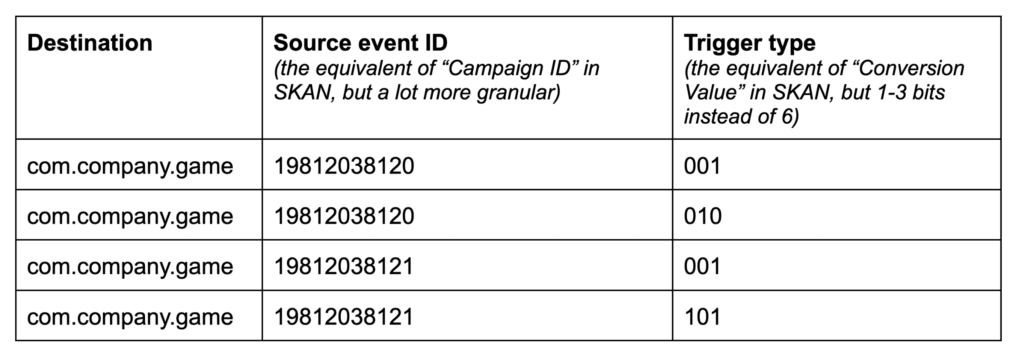 Destination
Source event ID
(the equivalent of “Campaign ID” in
SKAN, but a lot more granular)
Trigger type
(the equivalent of “Conversion
Value” in SKAN, but 1-3 bits
instead of 6)
com.company.game 19812038120 001
com.company.game 19812038120 010
com.company.game 19812038121 001
com.company.game 19812038121 101